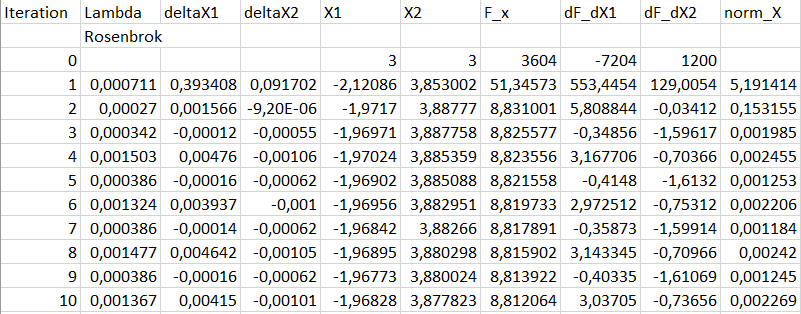 Iteration Lambda deltaX1 deltaX2 X1 X2 F_x dF_dX1 dF_dX2 norm_X
Rosenbrok
0 3 3 3604 -7204 1200
1 0,000711 0,393408 0,091702 -2,12086 3,853002 51,34573 553,4454 129,0054 5,191414
2 0,00027 0,001566 -9,20E-06 -1,9717 3,88777 8,831001 5,808844 -0,03412 0,153155
3 0,000342 -0,00012 -0,00055 -1,96971 3,887758 8,825577 -0,34856 -1,59617 0,001985
4 0,001503 0,00476 -0,00106 -1,97024 3,885359 8,823556 3,167706 -0,70366 0,002455
5 0,000386 -0,00016 -0,00062 -1,96902 3,885088 8,821558 -0,4148 -1,6132 0,001253
6 0,001324 0,003937 -0,001 -1,96956 3,882951 8,819733 2,972512 -0,75312 0,002206
7 0,000386 -0,00014 -0,00062 -1,96842 3,88266 8,817891 -0,35873 -1,59914 0,001184
8 0,001477 0,004642 -0,00105 -1,96895 3,880298 8,815902 3,143345 -0,70966 0,00242
9 0,000386 -0,00016 -0,00062 -1,96773 3,880024 8,813922 -0,40335 -1,61069 0,001245
10 0,001367 0,00415 -0,00101 -1,96828 3,877823 8,812064 3,03705 -0,73656 0,002269